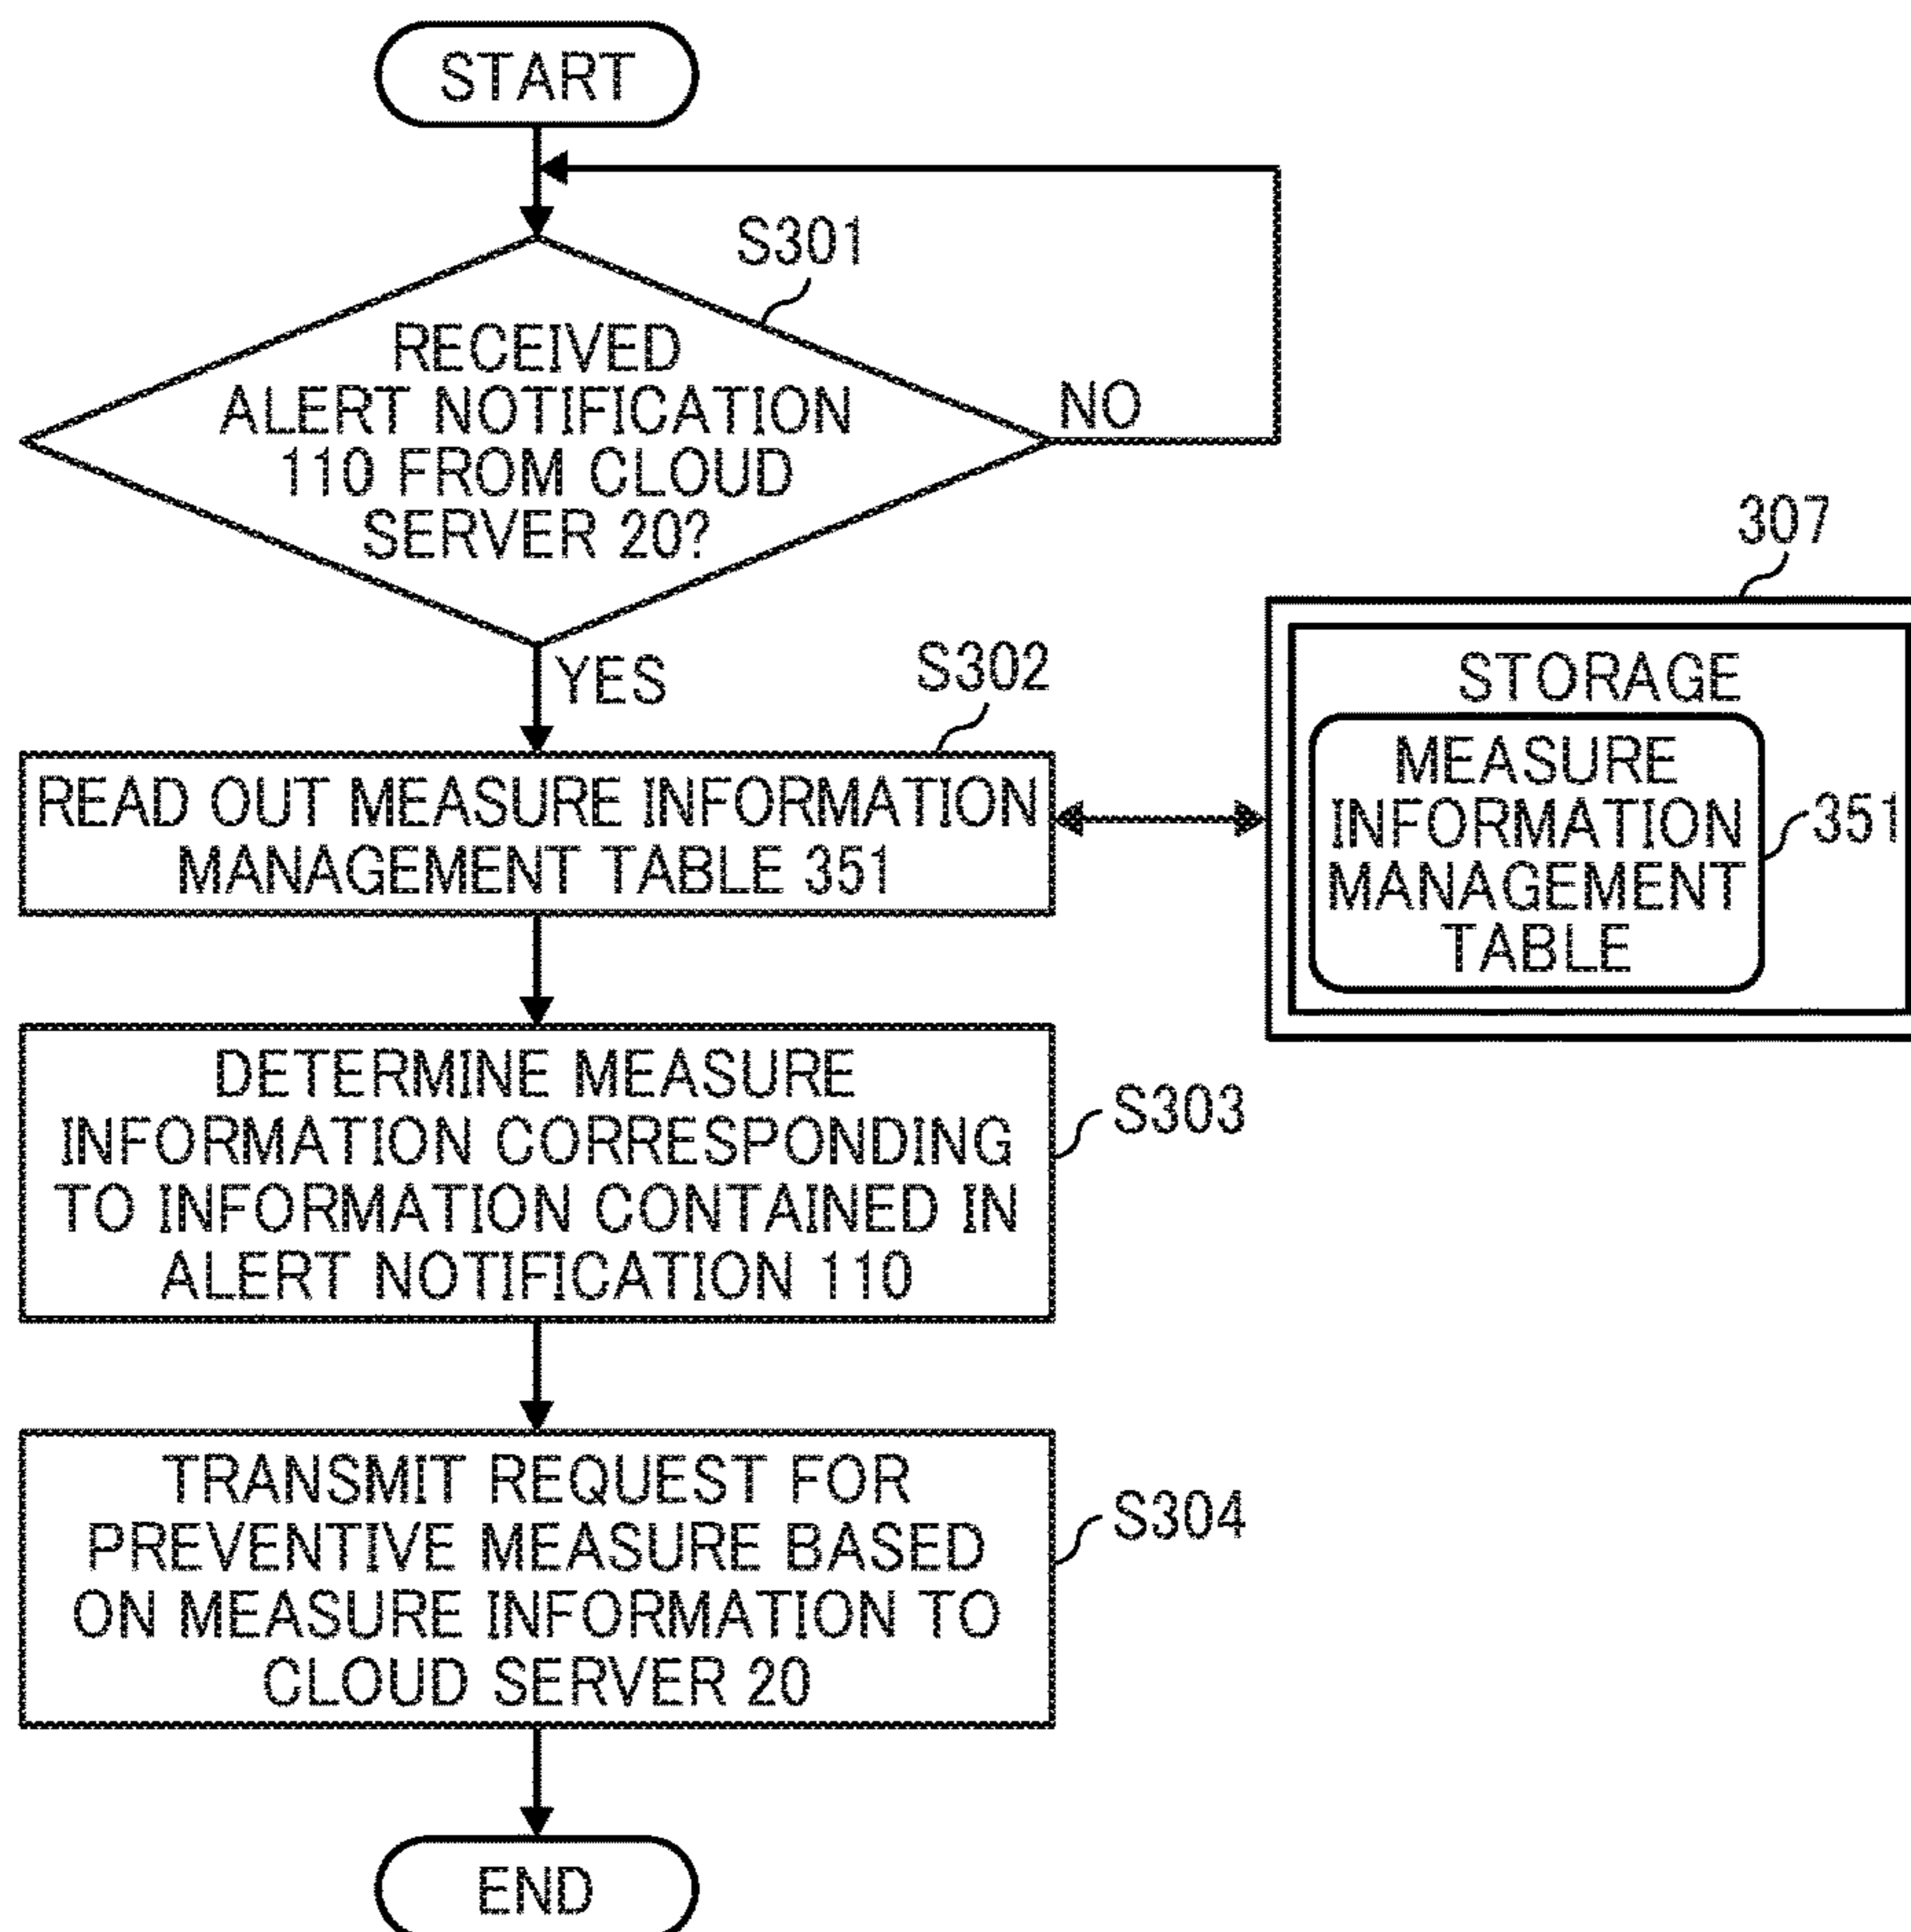 START
S301
RECEIVED
ALERT NOTIFICATION
110 FROM CLOUD
SERVER 20?
NO
YES
S302
READ OUT MEASURE INFORMATION
MANAGEMENT TABLE 351
307
STORAGE
MEASURE
INFORMATION
MANAGEMENT
TABLE
351
DETERMINE MEASURE
INFORMATION CORRESPONDING
TO INFORMATION CONTAINED IN
ALERT NOTIFICATION 110
S303
TRANSMIT REQUEST FOR
PREVENTIVE MEASURE BASED
ON MEASURE INFORMATION TO
CLOUD SERVER 20
S304
END